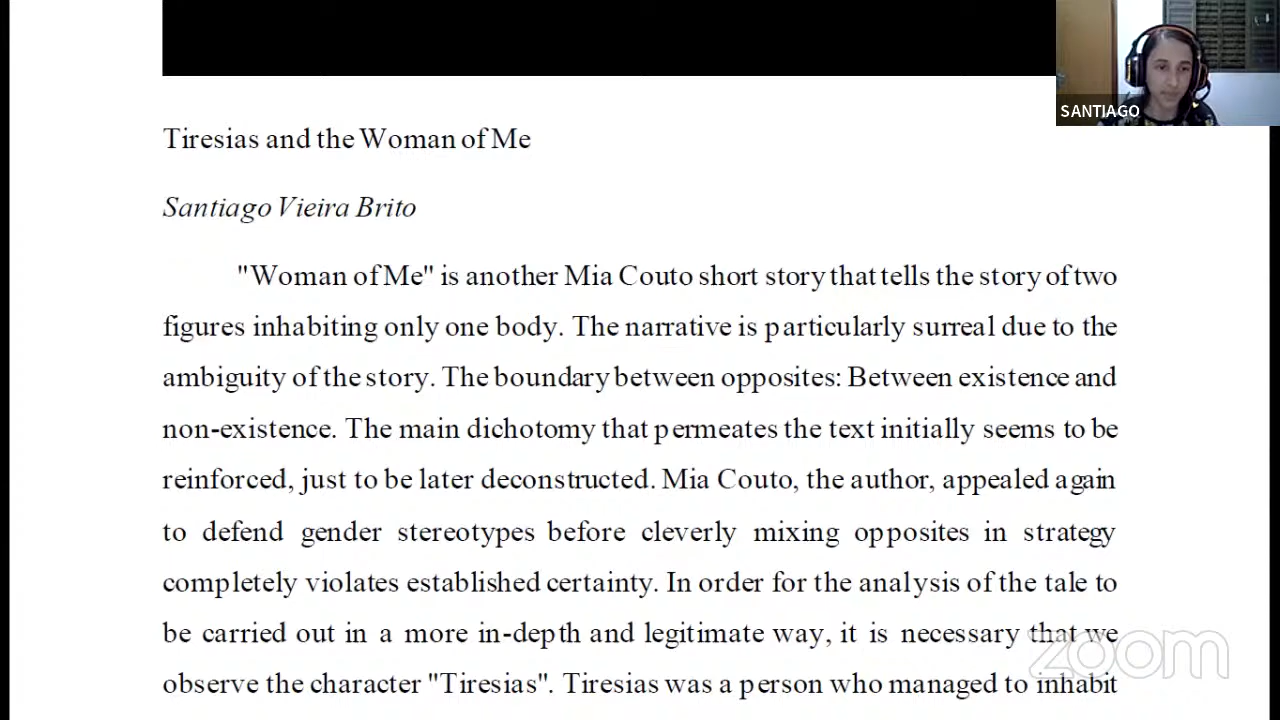 SANTIAGO
Tiresias and the Woman of Me
Santiago Vieira Brito
"Woman of Me" is another Mia Couto short story that tells the story of two
figures inhabiting only one body. The narrative is particularly surreal due to the
ambiguity of the story. The boundary between opposites: Between existence and
non-existence. The main dichotomy that permeates the text initially seems to be
reinforced, just to be later deconstructed. Mia Couto, the author, appealed again
to defend gender stereotypes before cleverly mixing opposites in strategy
completely violates established certainty. In order for the analysis of the tale to
be carried out in a more in-depth and legitimate way, it is necessary that we
observe the character "Tiresias". Tiresias was a person who managed to inhabit
zoom